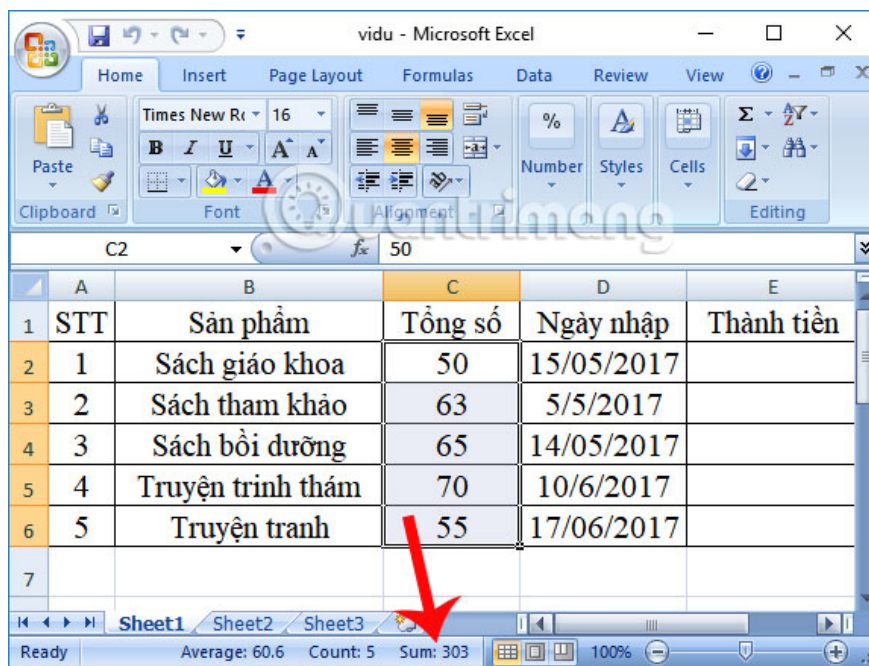 vidu - Microsoft Excel
Home Insert Page Layout Formulas Data Review View
Times New Ro 16 % Σ
Paste B I U A A Number Styles Cells
Clipboard Font Alignment Editing
Quantrimang
C2 fx 50
A B C D E
1 STT Sản phẩm Tổng số Ngày nhập Thành tiền
2 1 Sách giáo khoa 50 15/05/2017
3 2 Sách tham khảo 63 5/5/2017
4 3 Sách bồi dưỡng 65 14/05/2017
5 4 Truyện trinh thám 70 10/6/2017
6 5 Truyện tranh 55 17/06/2017
7
Sheet1 Sheet2 Sheet3
Ready Average: 60.6 Count: 5 Sum: 303 100%